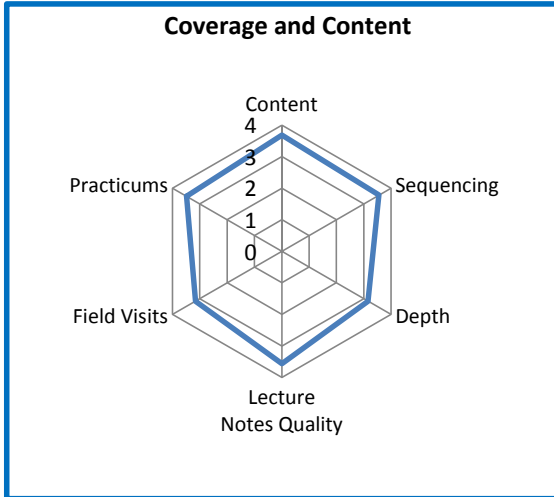 Coverage and Content
Content
4
3
2
1
0
Practicums
Sequencing
Field Visits
Depth
Lecture
Notes Quality